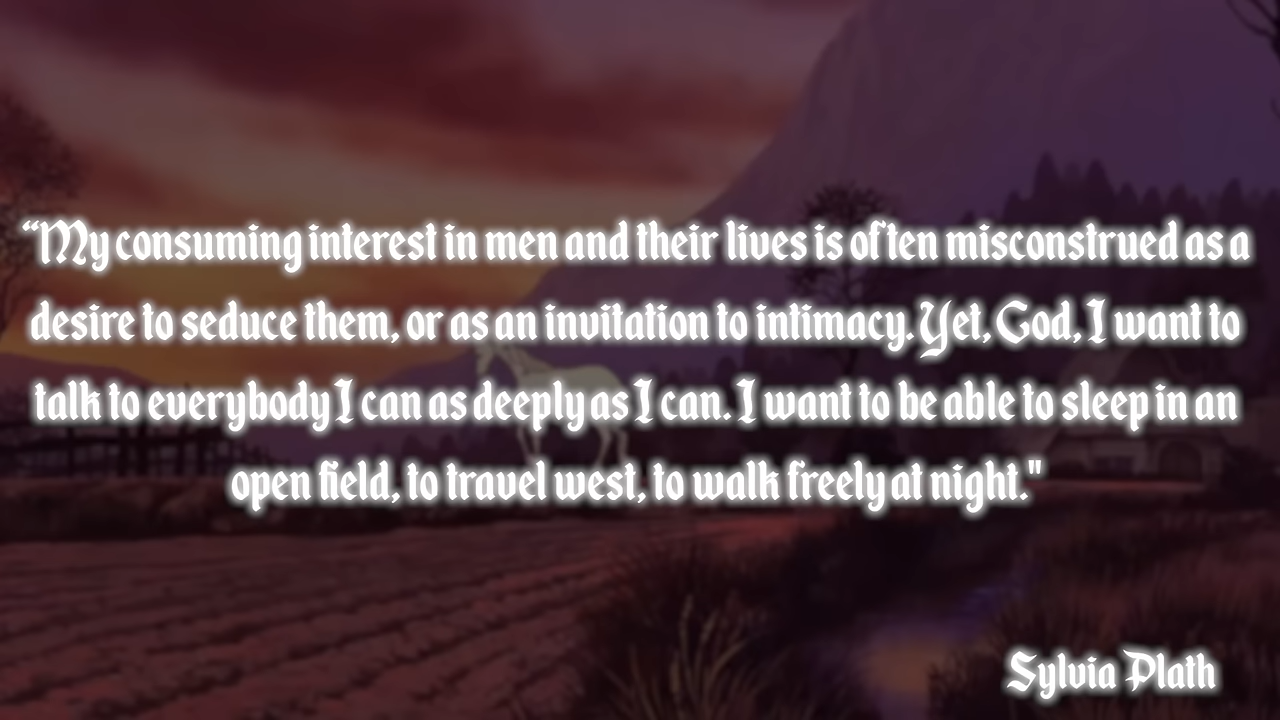 “My consuming interest in men and their lives is often misconstrued as a
desire to seduce them, or as an invitation to intimacy. Yet, God, I want to
talk to everybody I can as deeply as I can. I want to be able to sleep in an
open field, to travel west, to walk freely at night."
Sylvia Plath